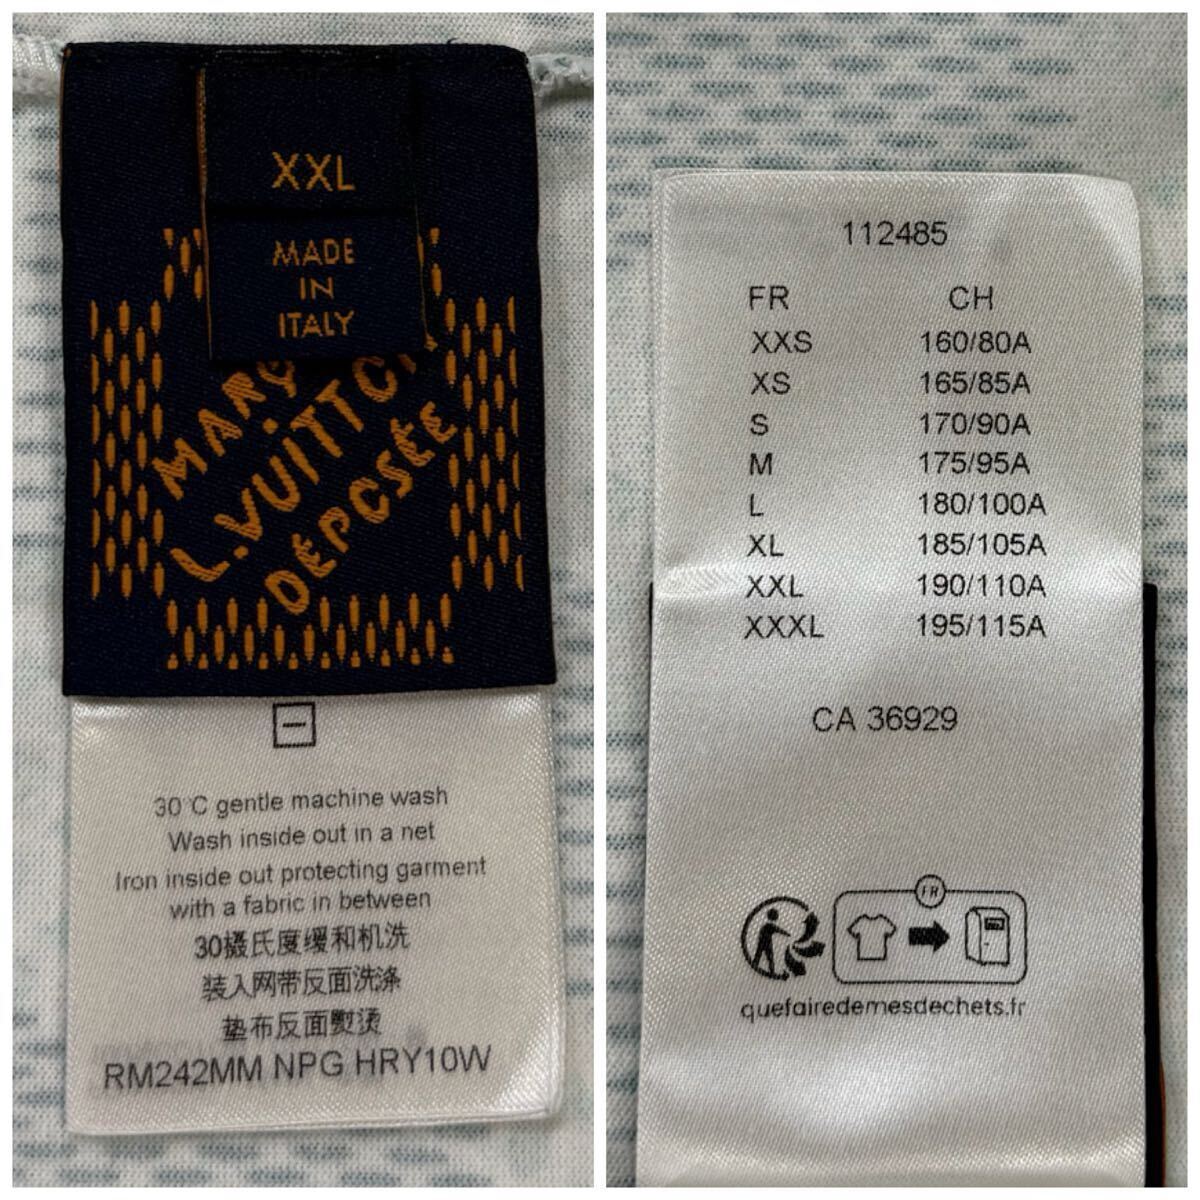 XXL
MADE
IN
ITALY
L.VUITTON
DÉPOSÉE
30°C gentle machine wash
Wash inside out in a net
Iron inside out protecting garment
with a fabric in between
30摄氏度缓和机洗
装入网带反面洗涤
垫布反面熨烫
RM242MM NPG HRY10W
112485
FR CH
XXS 160/80A
XS 165/85A
S 170/90A
M 175/95A
L 180/100A
XL 185/105A
XXL 190/110A
XXXL 195/115A
CA 36929
FR
quefairedemesdechets.fr